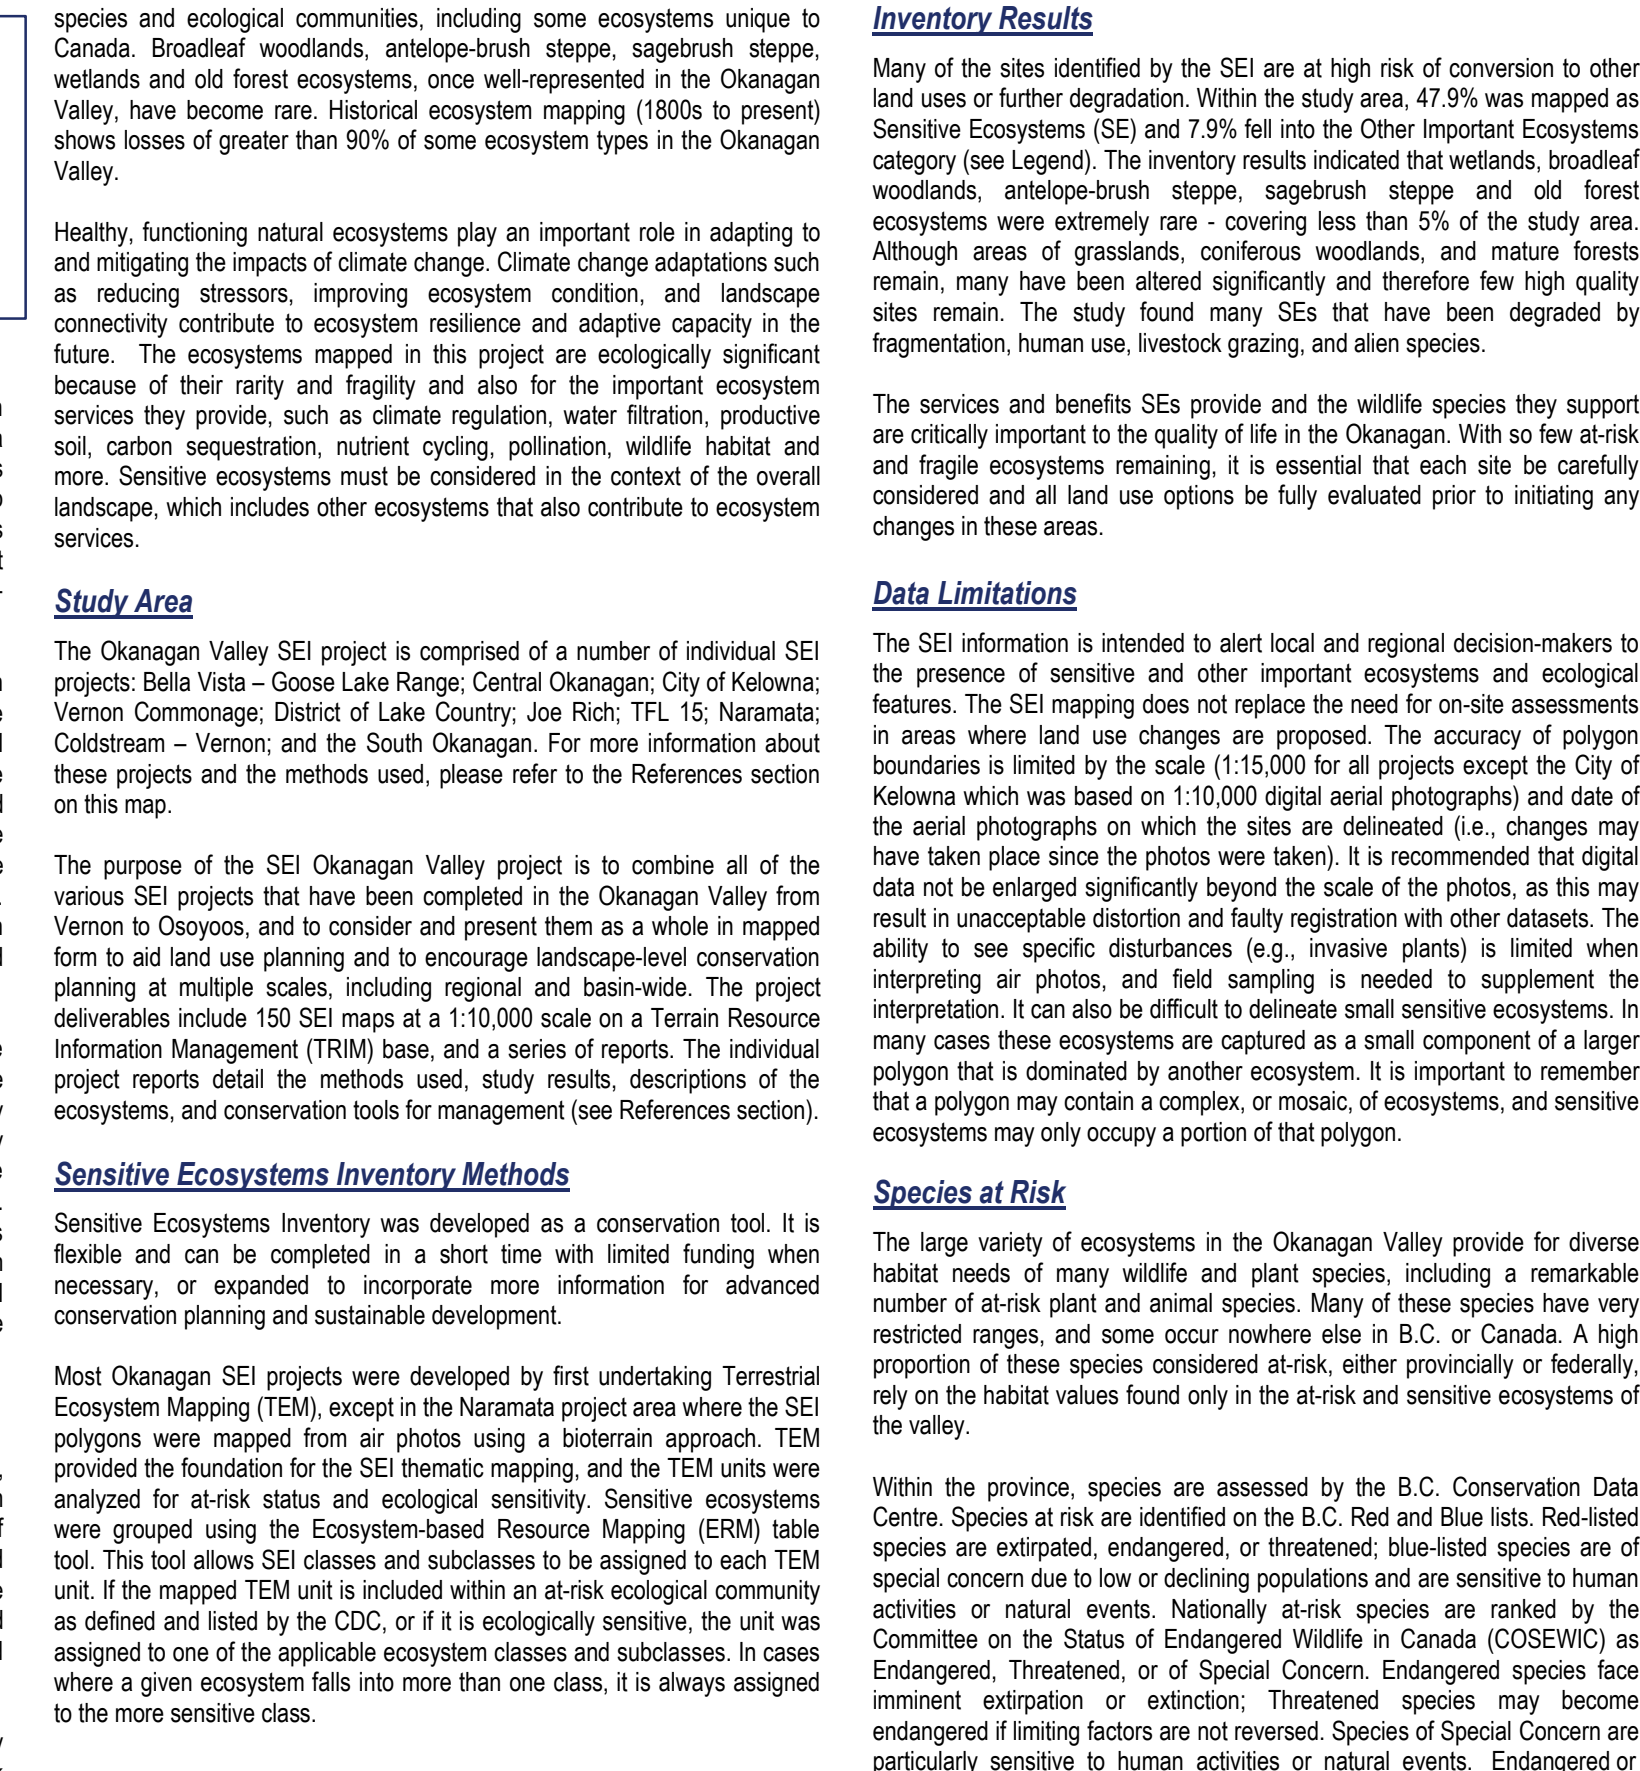 species and ecological communities, including some ecosystems unique to
Canada. Broadleaf woodlands, antelope-brush steppe, sagebrush steppe,
wetlands and old forest ecosystems, once well-represented in the Okanagan
Valley, have become rare. Historical ecosystem mapping (1800s to present)
shows losses of greater than 90% of some ecosystem types in the Okanagan
Valley.
Healthy, functioning natural ecosystems play an important role in adapting to
and mitigating the impacts of climate change. Climate change adaptations such
as reducing stressors, improving ecosystem condition, and landscape
connectivity contribute to ecosystem resilience and adaptive capacity in the
future. The ecosystems mapped in this project are ecologically significant
because of their rarity and fragility and also for the important ecosystem
services they provide, such as climate regulation, water filtration, productive
soil, carbon sequestration, nutrient cycling, pollination, wildlife habitat and
more. Sensitive ecosystems must be considered in the context of the overall
landscape, which includes other ecosystems that also contribute to ecosystem
services.
Study Area
The Okanagan Valley SEI project is comprised of a number of individual SEI
projects: Bella Vista – Goose Lake Range; Central Okanagan; City of Kelowna;
Vernon Commonage; District of Lake Country; Joe Rich; TFL 15; Naramata;
Coldstream – Vernon; and the South Okanagan. For more information about
these projects and the methods used, please refer to the References section
on this map.
The purpose of the SEI Okanagan Valley project is to combine all of the
various SEI projects that have been completed in the Okanagan Valley from
Vernon to Osoyoos, and to consider and present them as a whole in mapped
form to aid land use planning and to encourage landscape-level conservation
planning at multiple scales, including regional and basin-wide. The project
deliverables include 150 SEI maps at a 1:10,000 scale on a Terrain Resource
Information Management (TRIM) base, and a series of reports. The individual
project reports detail the methods used, study results, descriptions of the
ecosystems, and conservation tools for management (see References section).
Sensitive Ecosystems Inventory Methods
Sensitive Ecosystems Inventory was developed as a conservation tool. It is
flexible and can be completed in a short time with limited funding when
necessary, or expanded to incorporate more information for advanced
conservation planning and sustainable development.
Most Okanagan SEI projects were developed by first undertaking Terrestrial
Ecosystem Mapping (TEM), except in the Naramata project area where the SEI
polygons were mapped from air photos using a bioterrain approach. TEM
provided the foundation for the SEI thematic mapping, and the TEM units were
analyzed for at-risk status and ecological sensitivity. Sensitive ecosystems
were grouped using the Ecosystem-based Resource Mapping (ERM) table
tool. This tool allows SEI classes and subclasses to be assigned to each TEM
unit. If the mapped TEM unit is included within an at-risk ecological community
as defined and listed by the CDC, or if it is ecologically sensitive, the unit was
assigned to one of the applicable ecosystem classes and subclasses. In cases
where a given ecosystem falls into more than one class, it is always assigned
to the more sensitive class.
Inventory Results
Many of the sites identified by the SEI are at high risk of conversion to other
land uses or further degradation. Within the study area, 47.9% was mapped as
Sensitive Ecosystems (SE) and 7.9% fell into the Other Important Ecosystems
category (see Legend). The inventory results indicated that wetlands, broadleaf
woodlands, antelope-brush steppe, sagebrush steppe and old forest
ecosystems were extremely rare - covering less than 5% of the study area.
Although areas of grasslands, coniferous woodlands, and mature forests
remain, many have been altered significantly and therefore few high quality
sites remain. The study found many SEs that have been degraded by
fragmentation, human use, livestock grazing, and alien species.
The services and benefits SEs provide and the wildlife species they support
are critically important to the quality of life in the Okanagan. With so few at-risk
and fragile ecosystems remaining, it is essential that each site be carefully
considered and all land use options be fully evaluated prior to initiating any
changes in these areas.
Data Limitations
The SEI information is intended to alert local and regional decision-makers to
the presence of sensitive and other important ecosystems and ecological
features. The SEI mapping does not replace the need for on-site assessments
in areas where land use changes are proposed. The accuracy of polygon
boundaries is limited by the scale (1:15,000 for all projects except the City of
Kelowna which was based on 1:10,000 digital aerial photographs) and date of
the aerial photographs on which the sites are delineated (i.e., changes may
have taken place since the photos were taken). It is recommended that digital
data not be enlarged significantly beyond the scale of the photos, as this may
result in unacceptable distortion and faulty registration with other datasets. The
ability to see specific disturbances (e.g., invasive plants) is limited when
interpreting air photos, and field sampling is needed to supplement the
interpretation. It can also be difficult to delineate small sensitive ecosystems. In
many cases these ecosystems are captured as a small component of a larger
polygon that is dominated by another ecosystem. It is important to remember
that a polygon may contain a complex, or mosaic, of ecosystems, and sensitive
ecosystems may only occupy a portion of that polygon.
Species at Risk
The large variety of ecosystems in the Okanagan Valley provide for diverse
habitat needs of many wildlife and plant species, including a remarkable
number of at-risk plant and animal species. Many of these species have very
restricted ranges, and some occur nowhere else in B.C. or Canada. A high
proportion of these species considered at-risk, either provincially or federally,
rely on the habitat values found only in the at-risk and sensitive ecosystems of
the valley.
Within the province, species are assessed by the B.C. Conservation Data
Centre. Species at risk are identified on the B.C. Red and Blue lists. Red-listed
species are extirpated, endangered, or threatened; blue-listed species are of
special concern due to low or declining populations and are sensitive to human
activities or natural events. Nationally at-risk species are ranked by the
Committee on the Status of Endangered Wildlife in Canada (COSEWIC) as
Endangered, Threatened, or of Special Concern. Endangered species face
imminent extirpation or extinction; Threatened species may become
endangered if limiting factors are not reversed. Species of Special Concern are
particularly sensitive to human activities or natural events. Endangered or